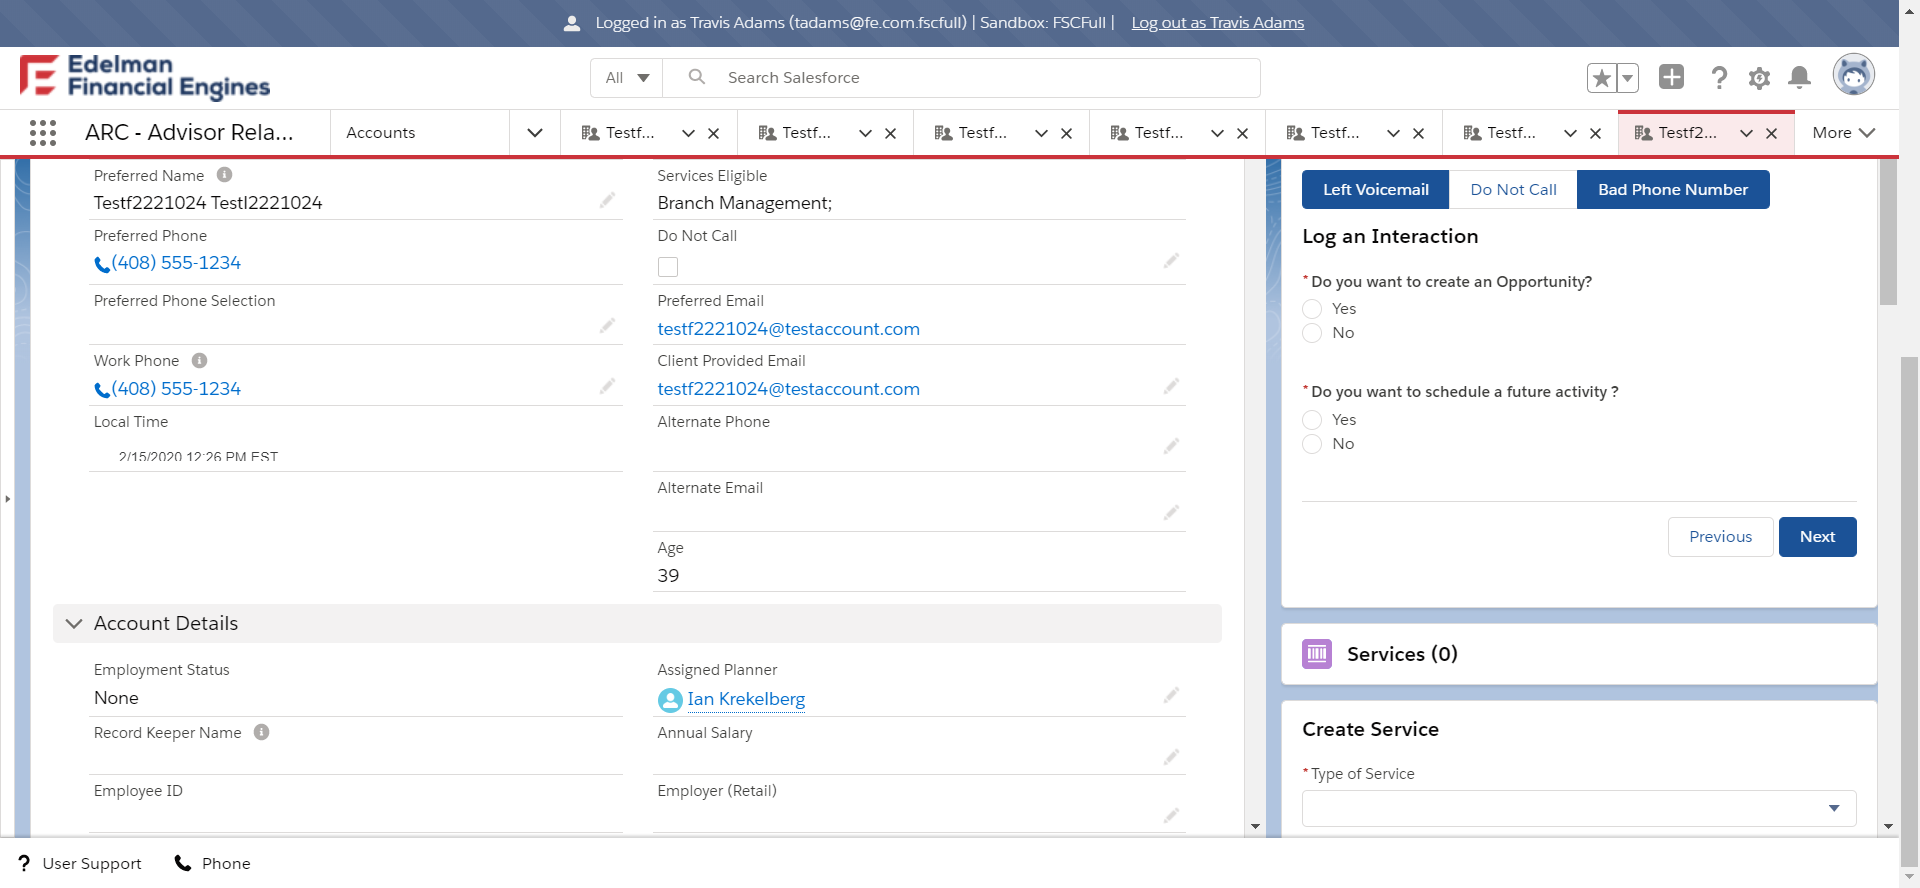 Logged in as Travis Adams (tadams@fe.com.fscfull) | Sandbox: FSCFull | Log out as Travis Adams
Edelman
Financial Engines
All
Search Salesforce
ARC - Advisor Rela...
Accounts
Testf...
Testf...
Testf...
Testf...
Testf...
Testf...
Testf2...
More
Preferred Name
Testf2221024 Testl2221024
Services Eligible
Branch Management;
Preferred Phone
(408) 555-1234
Do Not Call
Preferred Phone Selection
Preferred Email
testf2221024@testaccount.com
Work Phone
(408) 555-1234
Client Provided Email
testf2221024@testaccount.com
Local Time
2/15/2020 12:26 PM EST
Alternate Phone
Alternate Email
Age
39
Account Details
Employment Status
None
Assigned Planner
Ian Krekelberg
Record Keeper Name
Annual Salary
Employee ID
Employer (Retail)
Left Voicemail
Do Not Call
Bad Phone Number
Log an Interaction
*Do you want to create an Opportunity?
Yes
No
*Do you want to schedule a future activity ?
Yes
No
Previous
Next
Services (0)
Create Service
*Type of Service
? User Support
Phone